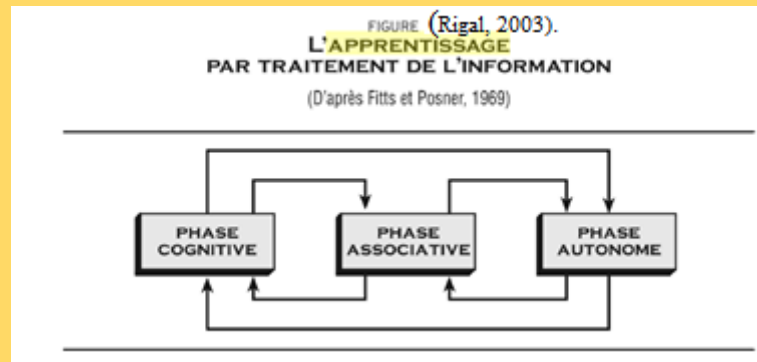 FIGURE (Rigal, 2003).
L'APPRENTISSAGE
PAR TRAITEMENT DE L'INFORMATION
(D'après Fitts et Posner, 1969)
PHASE
COGNITIVE
PHASE
ASSOCIATIVE
PHASE
AUTONOME